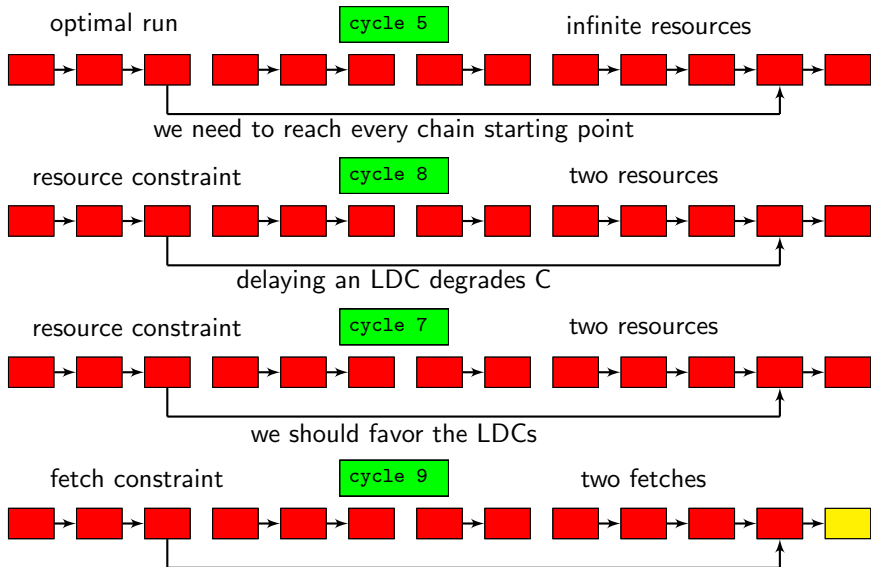 optimal run
cycle 5
infinite resources
we need to reach every chain starting point
resource constraint
cycle 8
two resources
delaying an LDC degrades C
resource constraint
cycle 7
two resources
we should favor the LDCs
fetch constraint
cycle 9
two fetches